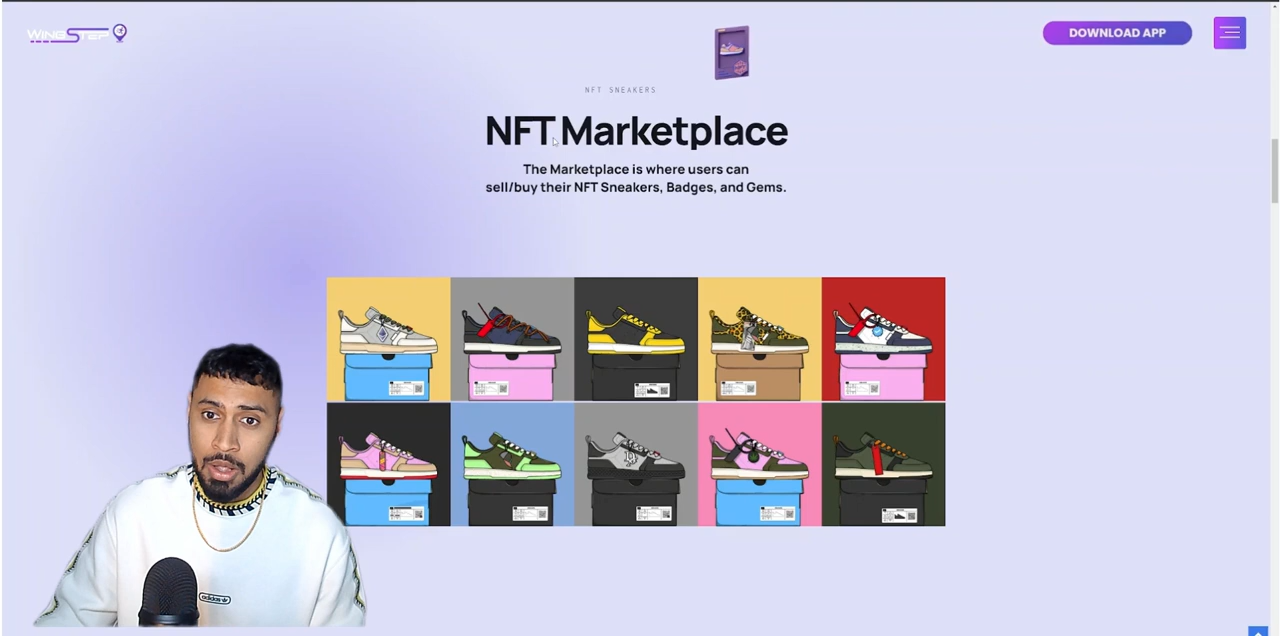 WINGSTEP
DOWNLOAD APP
NFT SNEAKERS
NFT Marketplace
The Marketplace is where users can
sell/buy their NFT Sneakers, Badges, and Gems.
adidas